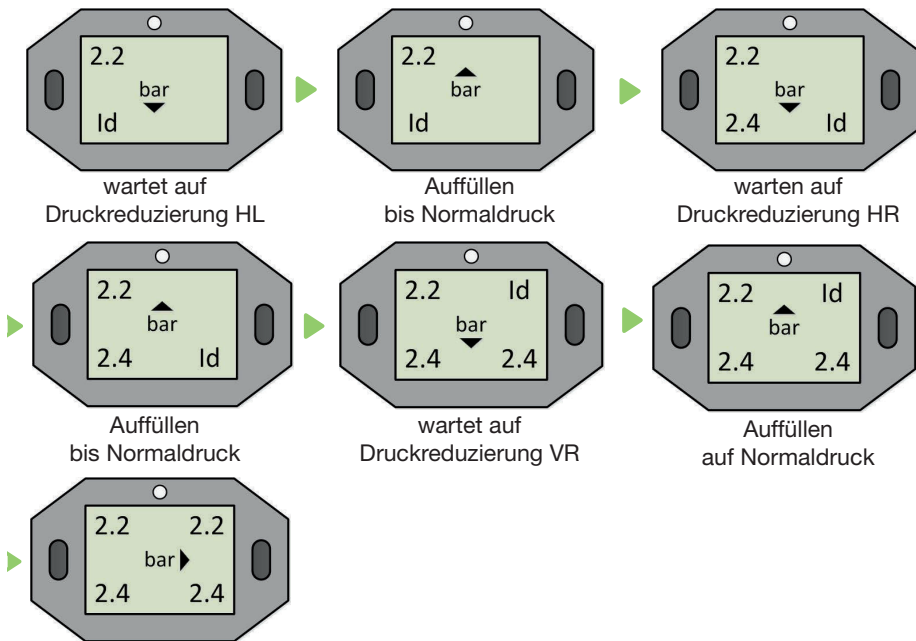 2.2
bar
Id
wartet auf
Druckreduzierung HL
2.2
bar
Id
Auffüllen
bis Normaldruck
2.2
bar
2.4 Id
warten auf
Druckreduzierung HR
2.2
bar
2.4 Id
Auffüllen
bis Normaldruck
2.2 Id
bar
2.4 2.4
wartet auf
Druckreduzierung VR
2.2 Id
bar
2.4 2.4
Auffüllen
auf Normaldruck
2.2 2.2
bar
2.4 2.4